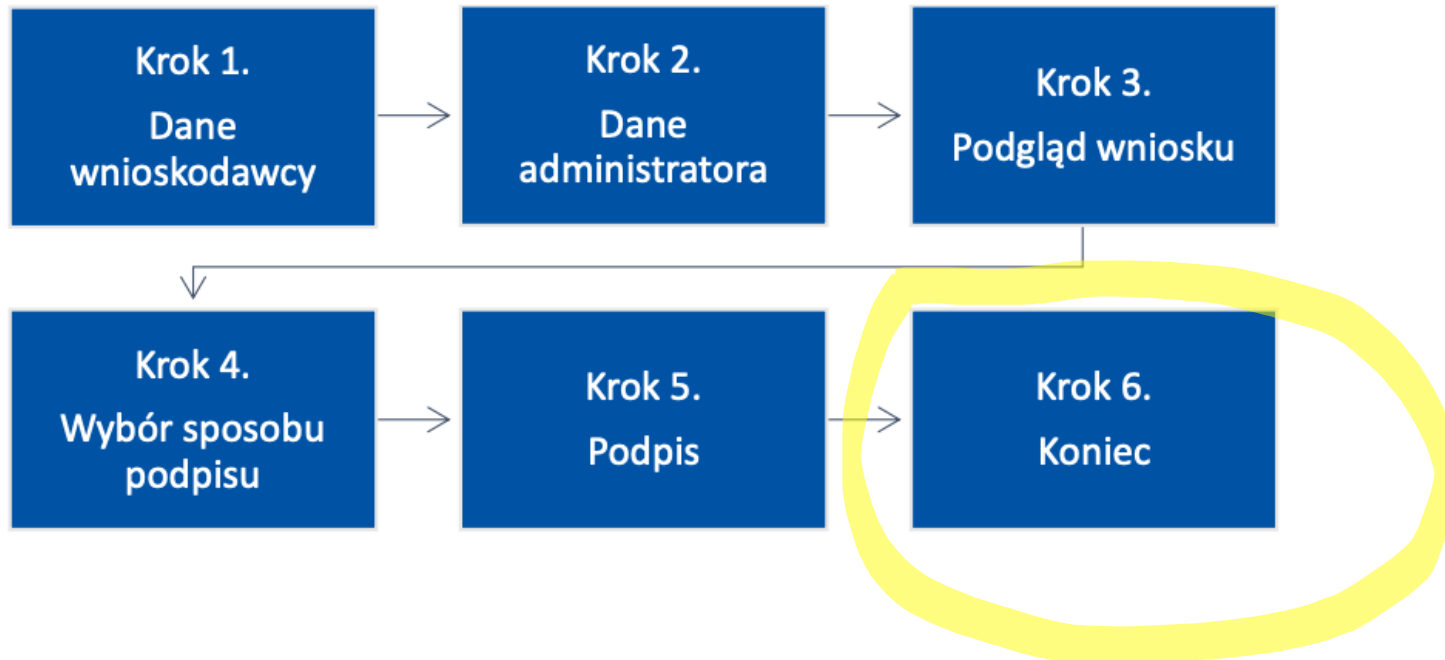 Krok 1.
Dane
wnioskodawcy
Krok 2.
Dane
administratora
Krok 3.
Podgląd wniosku
Krok 4.
Wybór sposobu
podpisu
Krok 5.
Podpis
Krok 6.
Koniec